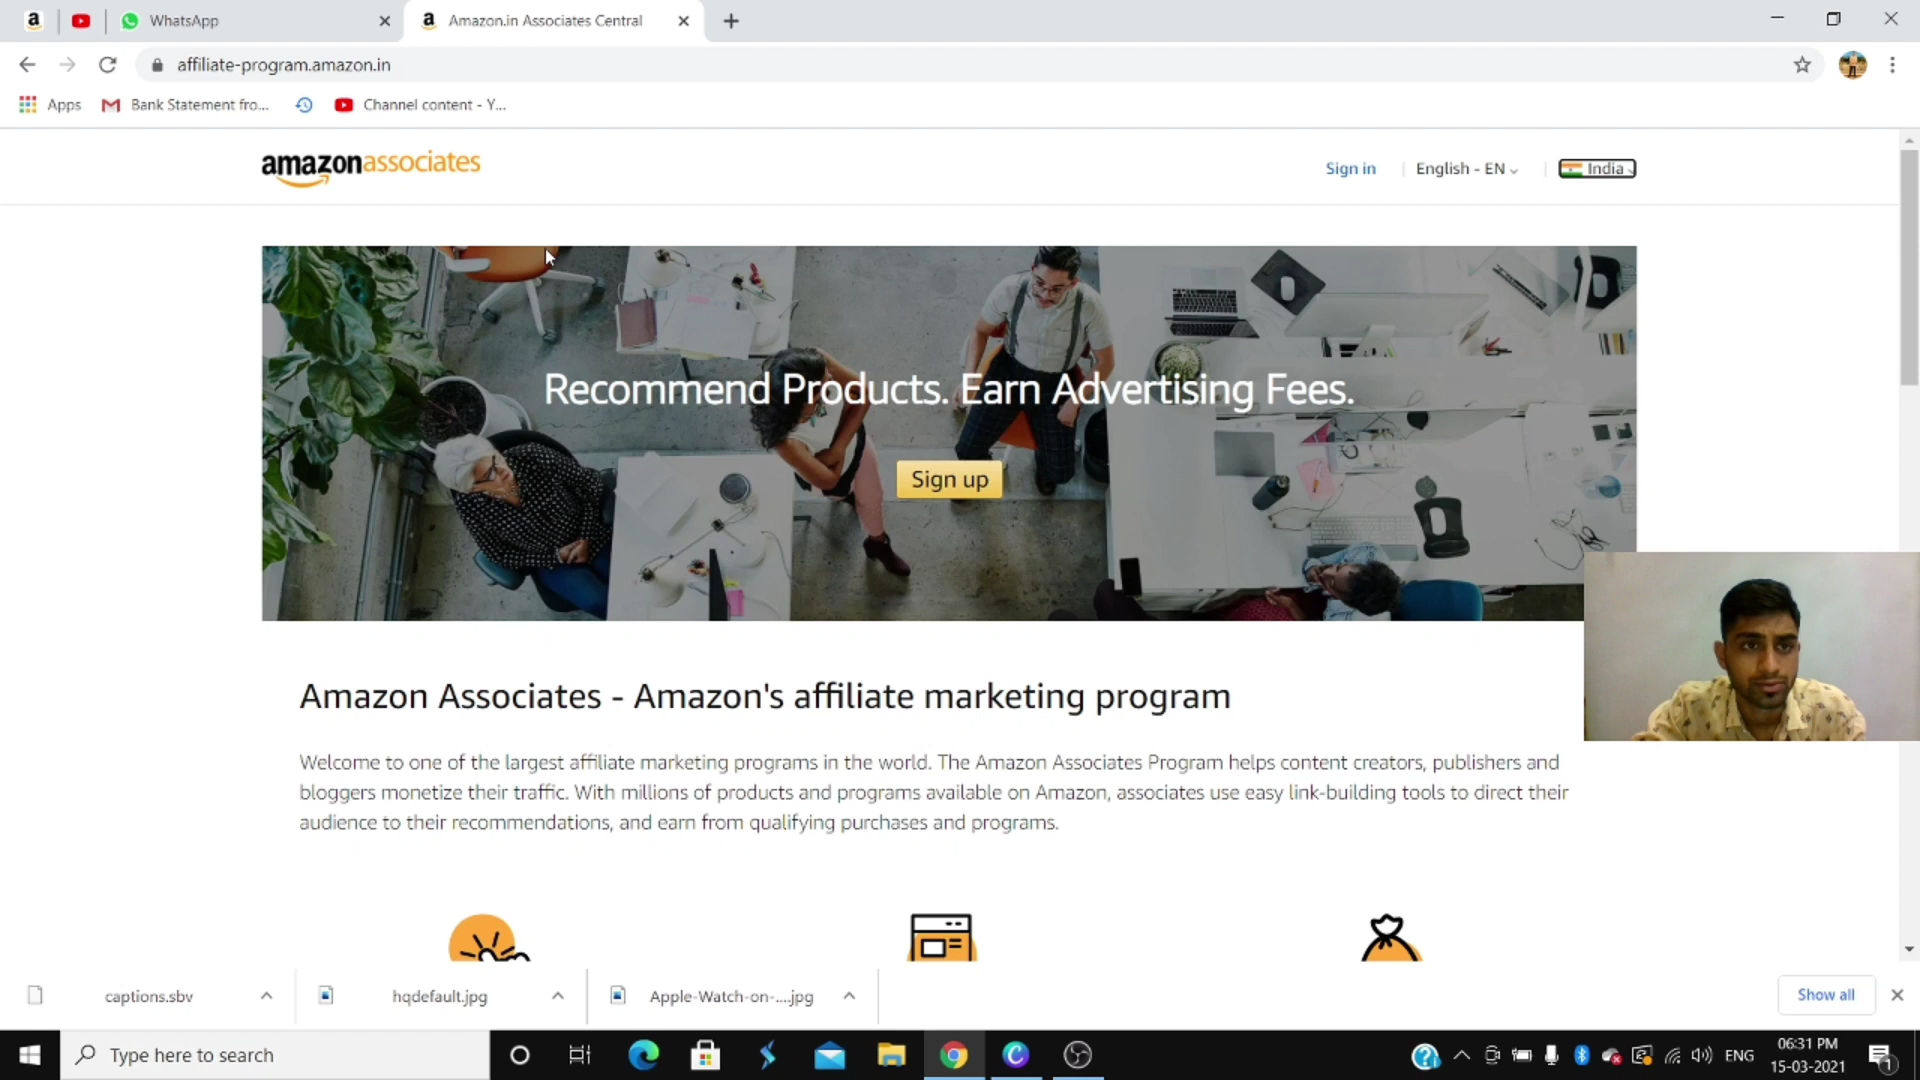 WhatsApp
Amazon.in Associates Central
affiliate-program.amazon.in
Apps
Bank Statement fro...
Channel content - Y...
amazonassociates
Sign in
English - EN
India
Recommend Products. Earn Advertising Fees.
Sign up
Amazon Associates - Amazon's affiliate marketing program
Welcome to one of the largest affiliate marketing programs in the world. The Amazon Associates Program helps content creators, publishers and
bloggers monetize their traffic. With millions of products and programs available on Amazon, associates use easy link-building tools to direct their
audience to their recommendations, and earn from qualifying purchases and programs.
captions.sbv
hqdefault.jpg
Apple-Watch-on-....jpg
Show all
Type here to search
ENG
06:31 PM
15-03-2021
1